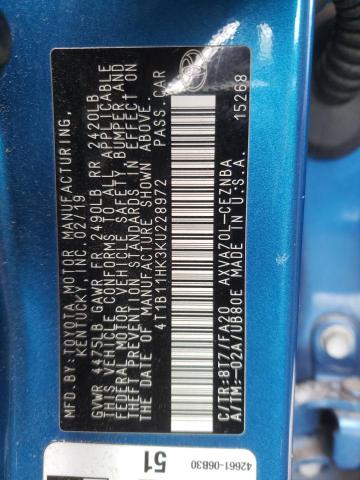 MFD. BY: TOYOTA MOTOR MANUFACTURING,
KENTUCKY, INC. 02/19
GVWR 4475LB GAWR FR 2490LB RR 2420LB
THIS VEHICLE CONFORMS TO ALL APPLICABLE
FEDERAL MOTOR VEHICLE SAFETY, BUMPER, AND
THEFT PREVENTION STANDARDS IN EFFECT ON
THE DATE OF MANUFACTURE SHOWN ABOVE.
4T1B11HK3KU228972 PASS. CAR
C/TR: 8T7/FA20 AXVA70L-CEZNBA
A/TM: -02A/UB80E MADE IN U.S.A.
15268
51
42661-06B30